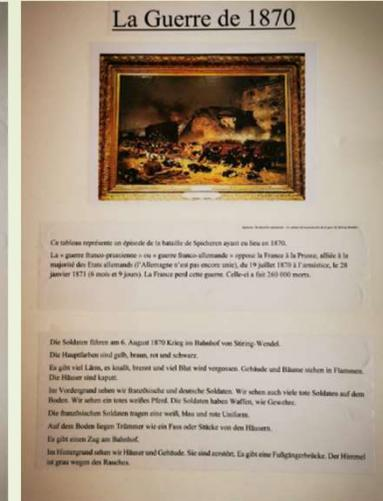 La Guerre de 1870
Ce tableau représente un épisode de la bataille de Spicheren ayant eu lieu en 1870.
La « guerre franco-prussienne » ou « guerre franco-allemande » oppose la France à la Prusse, alliée à la
majorité des Etats allemands (l'Allemagne n'est pas encore unie), du 19 juillet 1870 à l'armistice, le 28
janvier 1871 (6 mois et 9 jours). La France perd cette guerre. Celle-ci a fait 260 000 morts.
Die Soldaten führen am 6. August 1870 Krieg im Bahnhof von Stiring-Wendel.
Die Hauptfarben sind gelb, braun, rot und schwarz.
Es gibt viel Lärm, es knallt, brennt und viel Blut wird vergossen. Gebäude und Bäume stehen in Flammen.
Die Häuser sind kaputt.
Im Vordergrund sehen wir französische und deutsche Soldaten. Wir sehen auch viele tote Soldaten auf dem
Boden. Wir sehen ein totes weißes Pferd. Die Soldaten haben Waffen, wie Gewehre.
Die französischen Soldaten tragen eine weiß, blau und rote Uniform.
Auf dem Boden liegen Trümmer wie ein Fass oder Stücke von den Häusern.
Es gibt einen Zug am Bahnhof.
Im Hintergrund sehen wir Häuser und Gebäude. Sie sind zerstört. Es gibt eine Fußgängerbrücke. Der Himmel
ist grau wegen des Rauches.